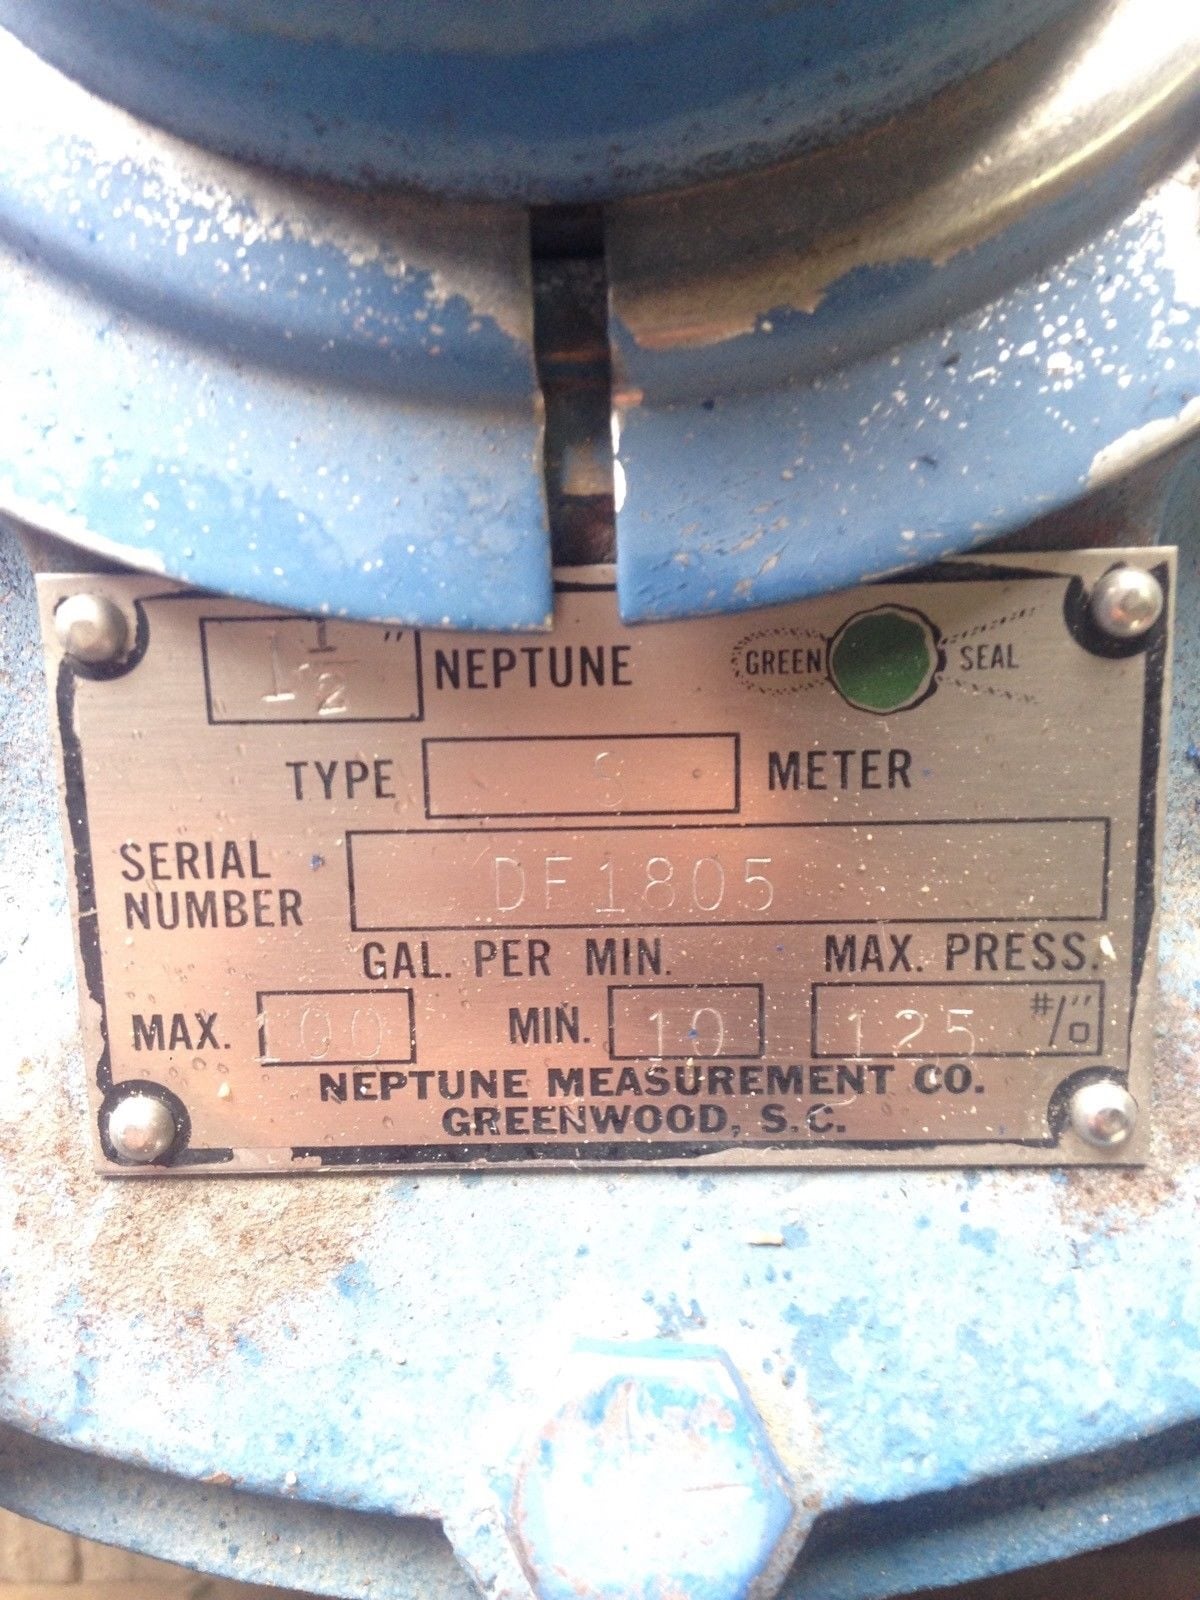 1 1/2" NEPTUNE GREEN SEAL
TYPE S METER
SERIAL NUMBER DF1805
GAL. PER MIN. MAX. PRESS.
MAX. 100 MIN. 10 125 #/□"
NEPTUNE MEASUREMENT CO.
GREENWOOD, S.C.